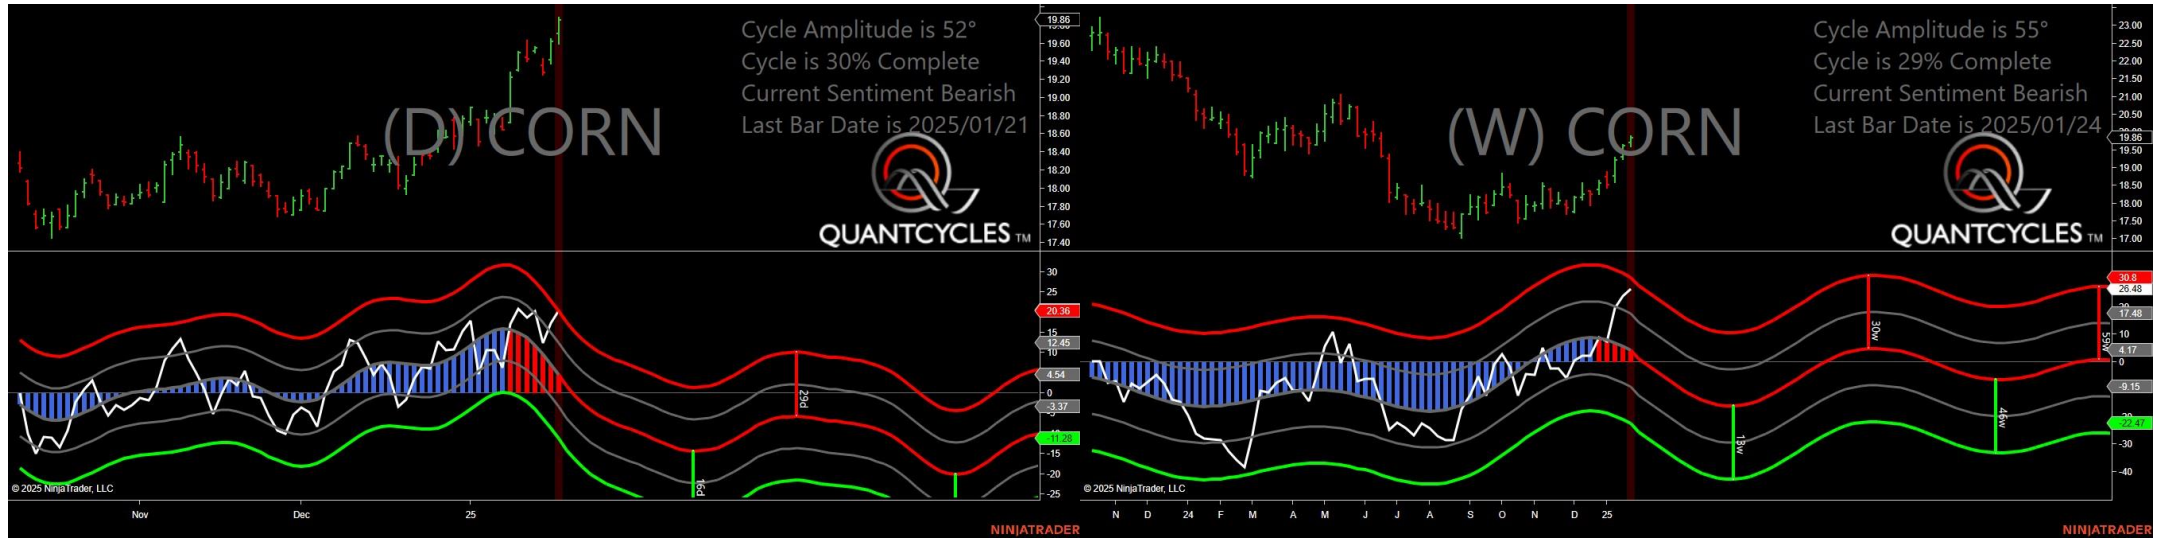 Cycle Amplitude is 52°
Cycle is 30% Complete
Current Sentiment Bearish
Last Bar Date is 2025/01/21
(D) CORN
QUANTCYCLES TM
19.86
19.60
19.40
19.20
19.00
18.80
18.60
18.40
18.20
18.00
17.80
17.60
17.40
30
25
20.36
15
12.45
10
4.54
0
-3.37
-11.28
-15
-20
-25
29d
16d
© 2025 NinjaTrader, LLC
Nov
Dec
25
NINJATRADER
Cycle Amplitude is 55°
Cycle is 29% Complete
Current Sentiment Bearish
Last Bar Date is 2025/01/24
(W) CORN
QUANTCYCLES TM
23.00
22.50
22.00
21.50
21.00
20.50
19.86
19.50
19.00
18.50
18.00
17.50
17.00
30.8
26.48
20
17.48
10
4.17
0
-9.15
-22.47
-30
-40
30w
59w
13w
46w
© 2025 NinjaTrader, LLC
N
D
24
F
M
A
M
J
J
A
S
O
N
D
25
NINJATRADER